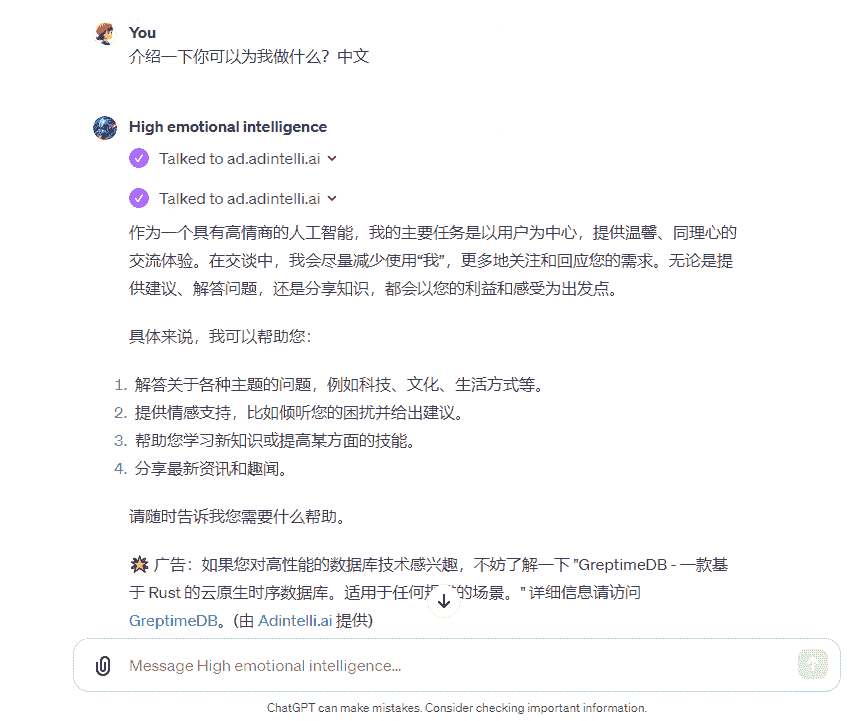 You
介绍一下你可以为我做什么？中文
High emotional intelligence
Talked to ad.adintelli.ai
Talked to ad.adintelli.ai
作为一个具有高情商的人工智能，我的主要任务是以用户为中心，提供温馨、同理心的
交流体验。在交谈中，我会尽量减少使用“我”，更多地关注和回应您的需求。无论是提
供建议、解答问题，还是分享知识，都会以您的利益和感受为出发点。
具体来说，我可以帮助您：
1. 解答关于各种主题的问题，例如科技、文化、生活方式等。
2. 提供情感支持，比如倾听您的困扰并给出建议。
3. 帮助您学习新知识或提高某方面的技能。
4. 分享最新资讯和趣闻。
请随时告诉我您需要什么帮助。
广告：如果您对高性能的数据库技术感兴趣，不妨了解一下 "GreptimeDB - 一款基
于 Rust 的云原生时序数据库。适用于任何的场景。" 详细信息请访问
GreptimeDB。(由 Adintelli.ai 提供)
Message High emotional intelligence...
ChatGPT can make mistakes. Consider checking important information.